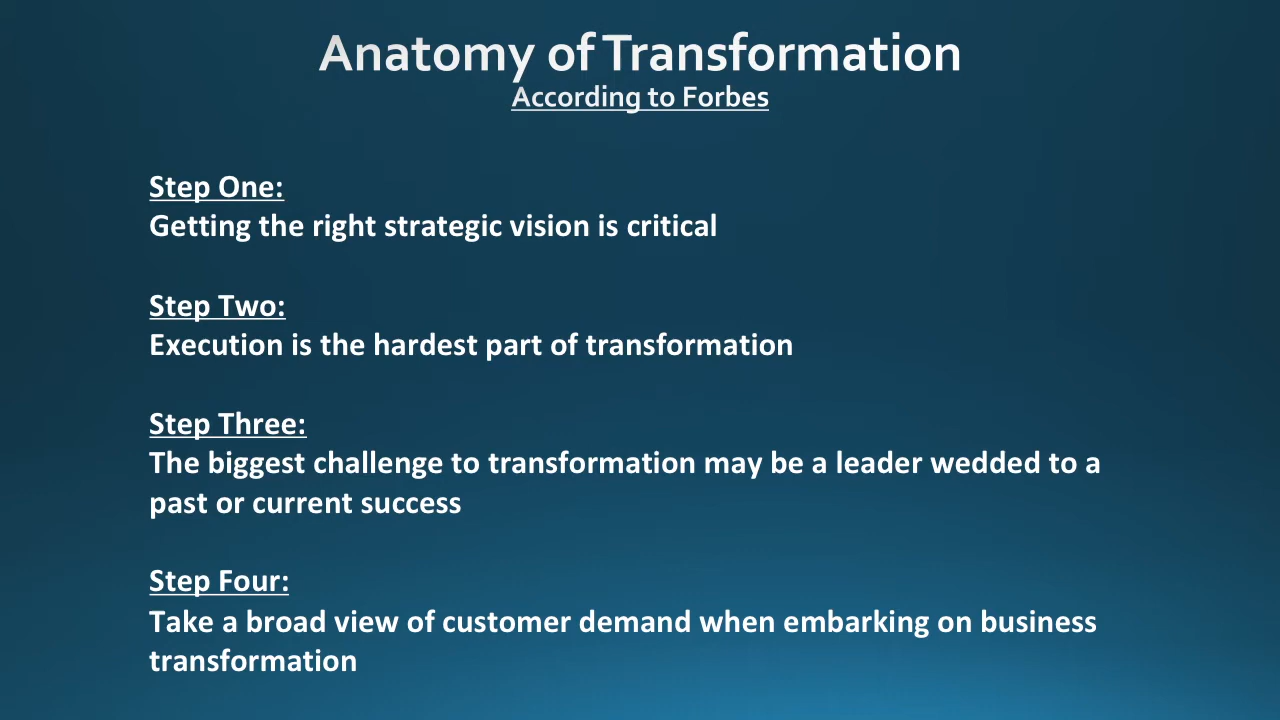 Anatomy of Transformation
According to Forbes
Step One:
Getting the right strategic vision is critical
Step Two:
Execution is the hardest part of transformation
Step Three:
The biggest challenge to transformation may be a leader wedded to a
past or current success
Step Four:
Take a broad view of customer demand when embarking on business
transformation